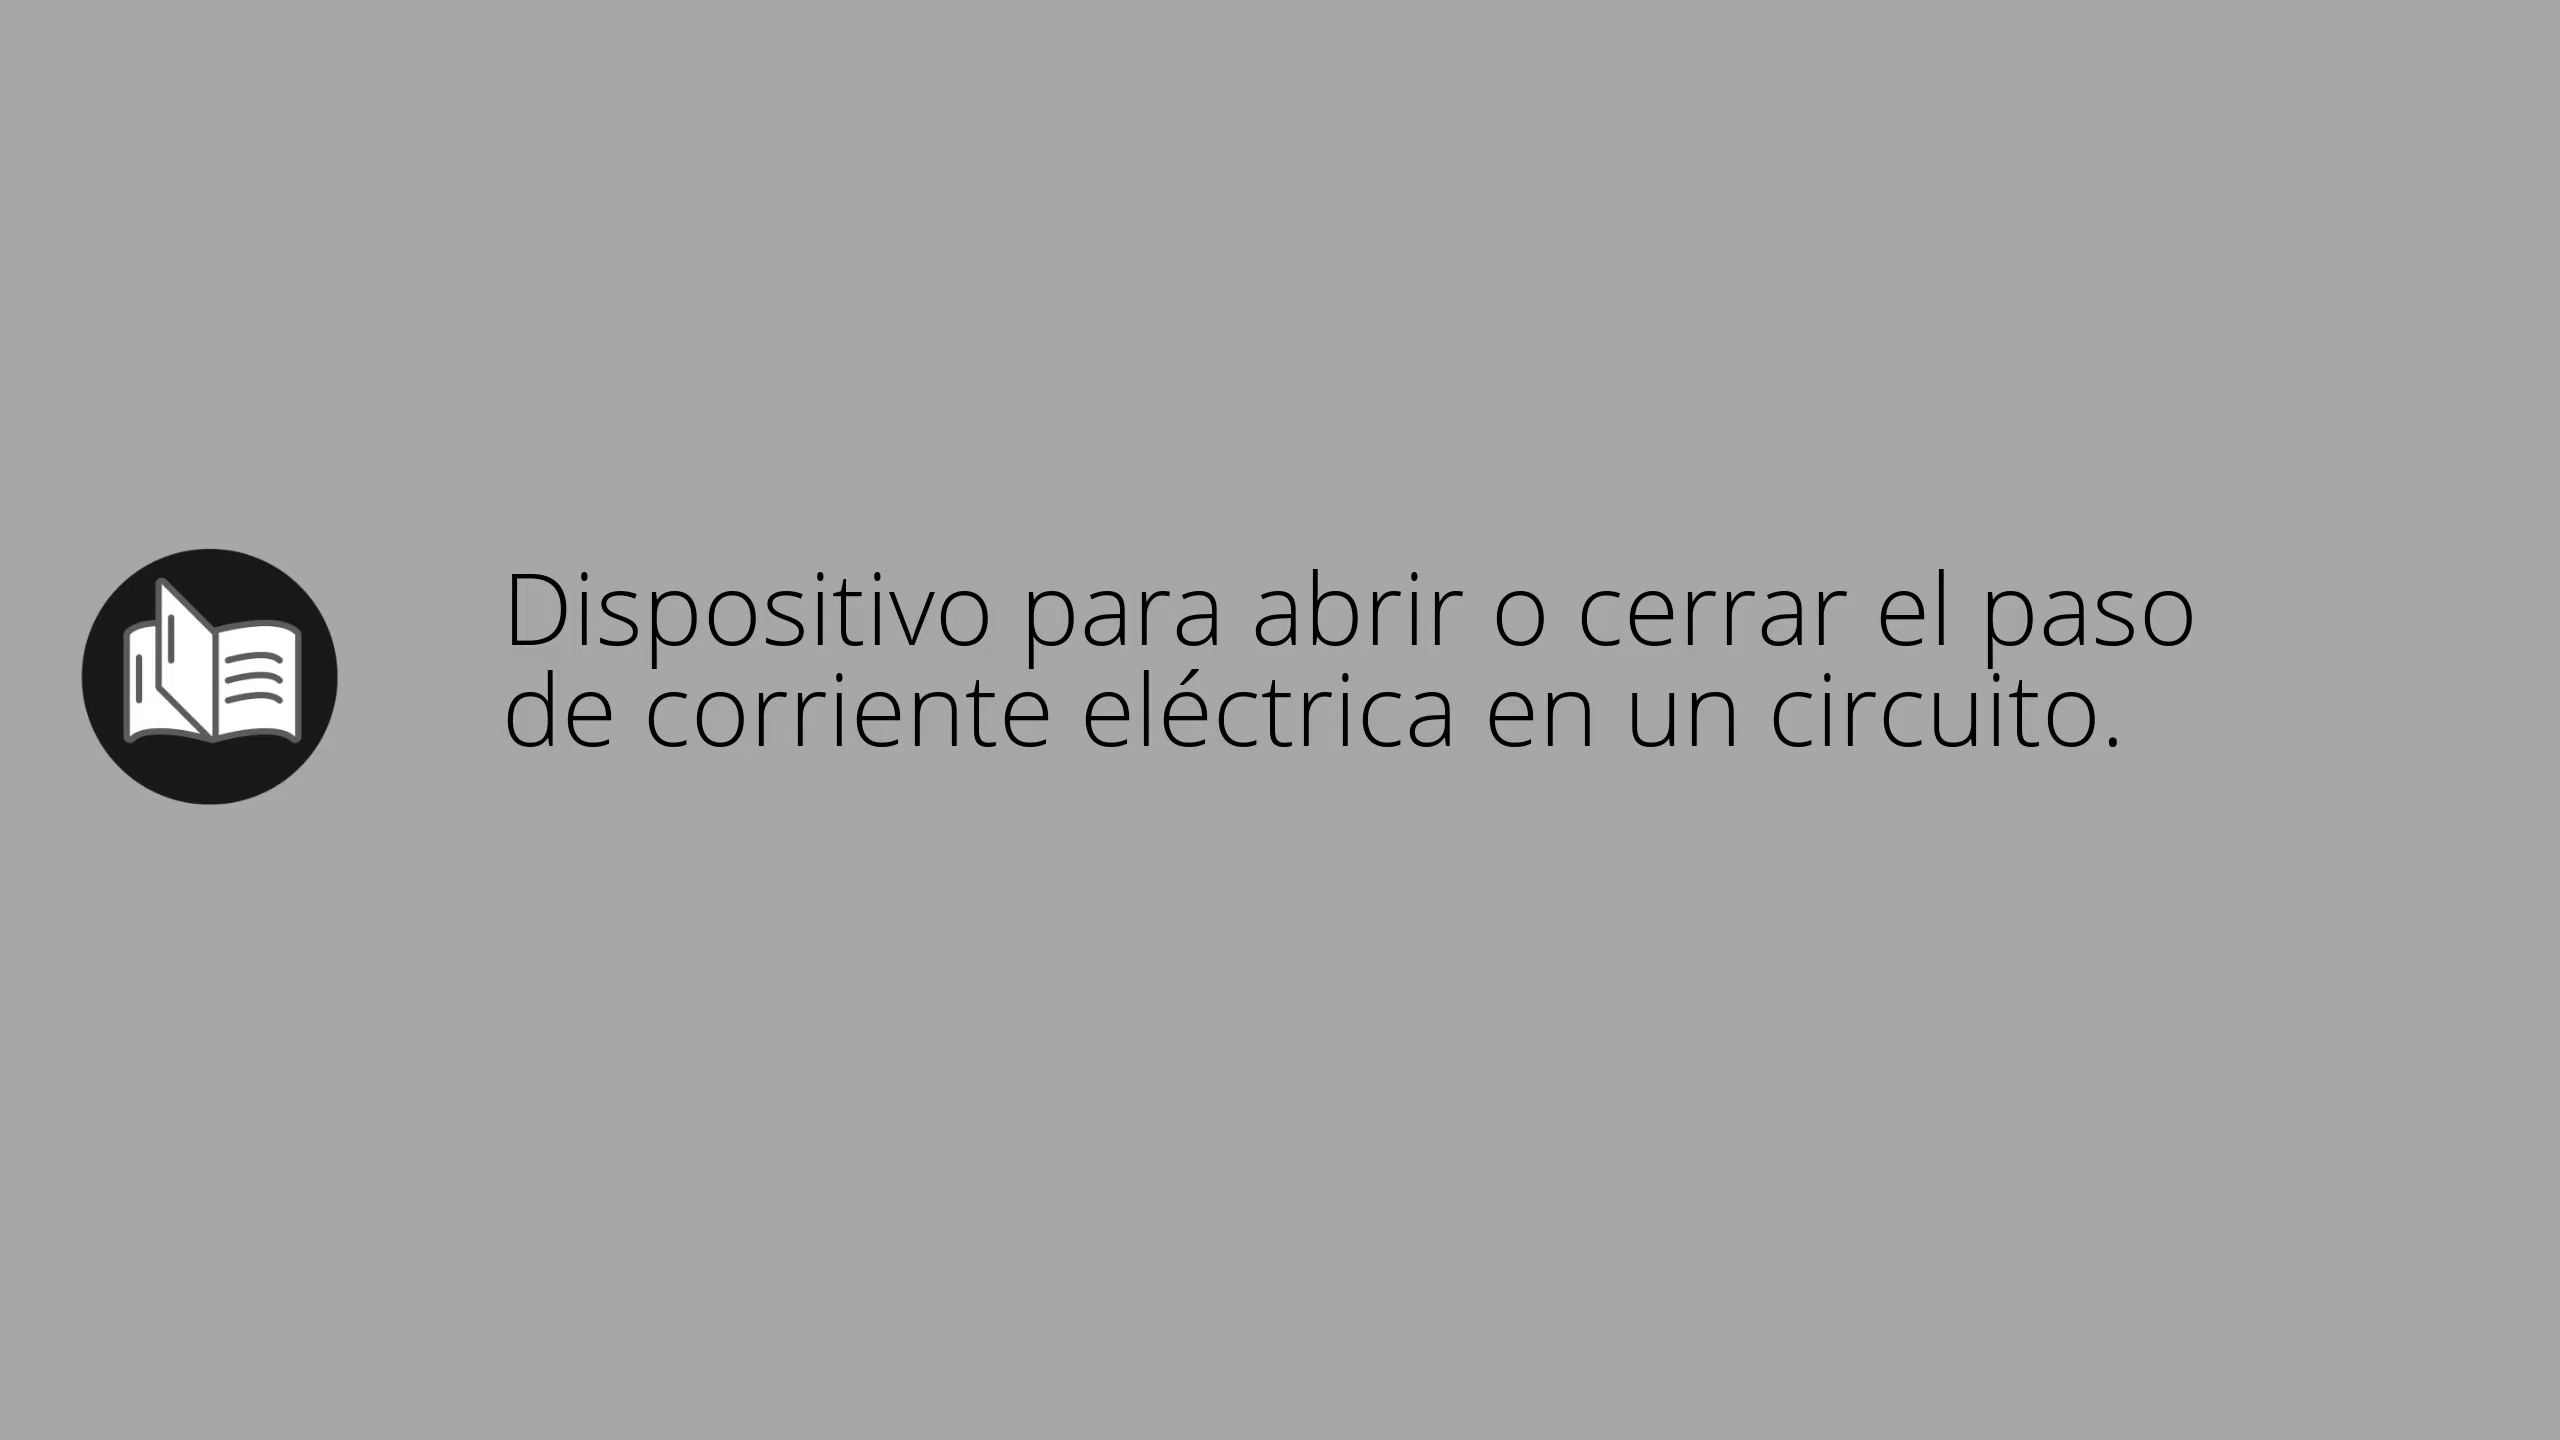 Dispositivo para abrir o cerrar el paso
de corriente eléctrica en un circuito.